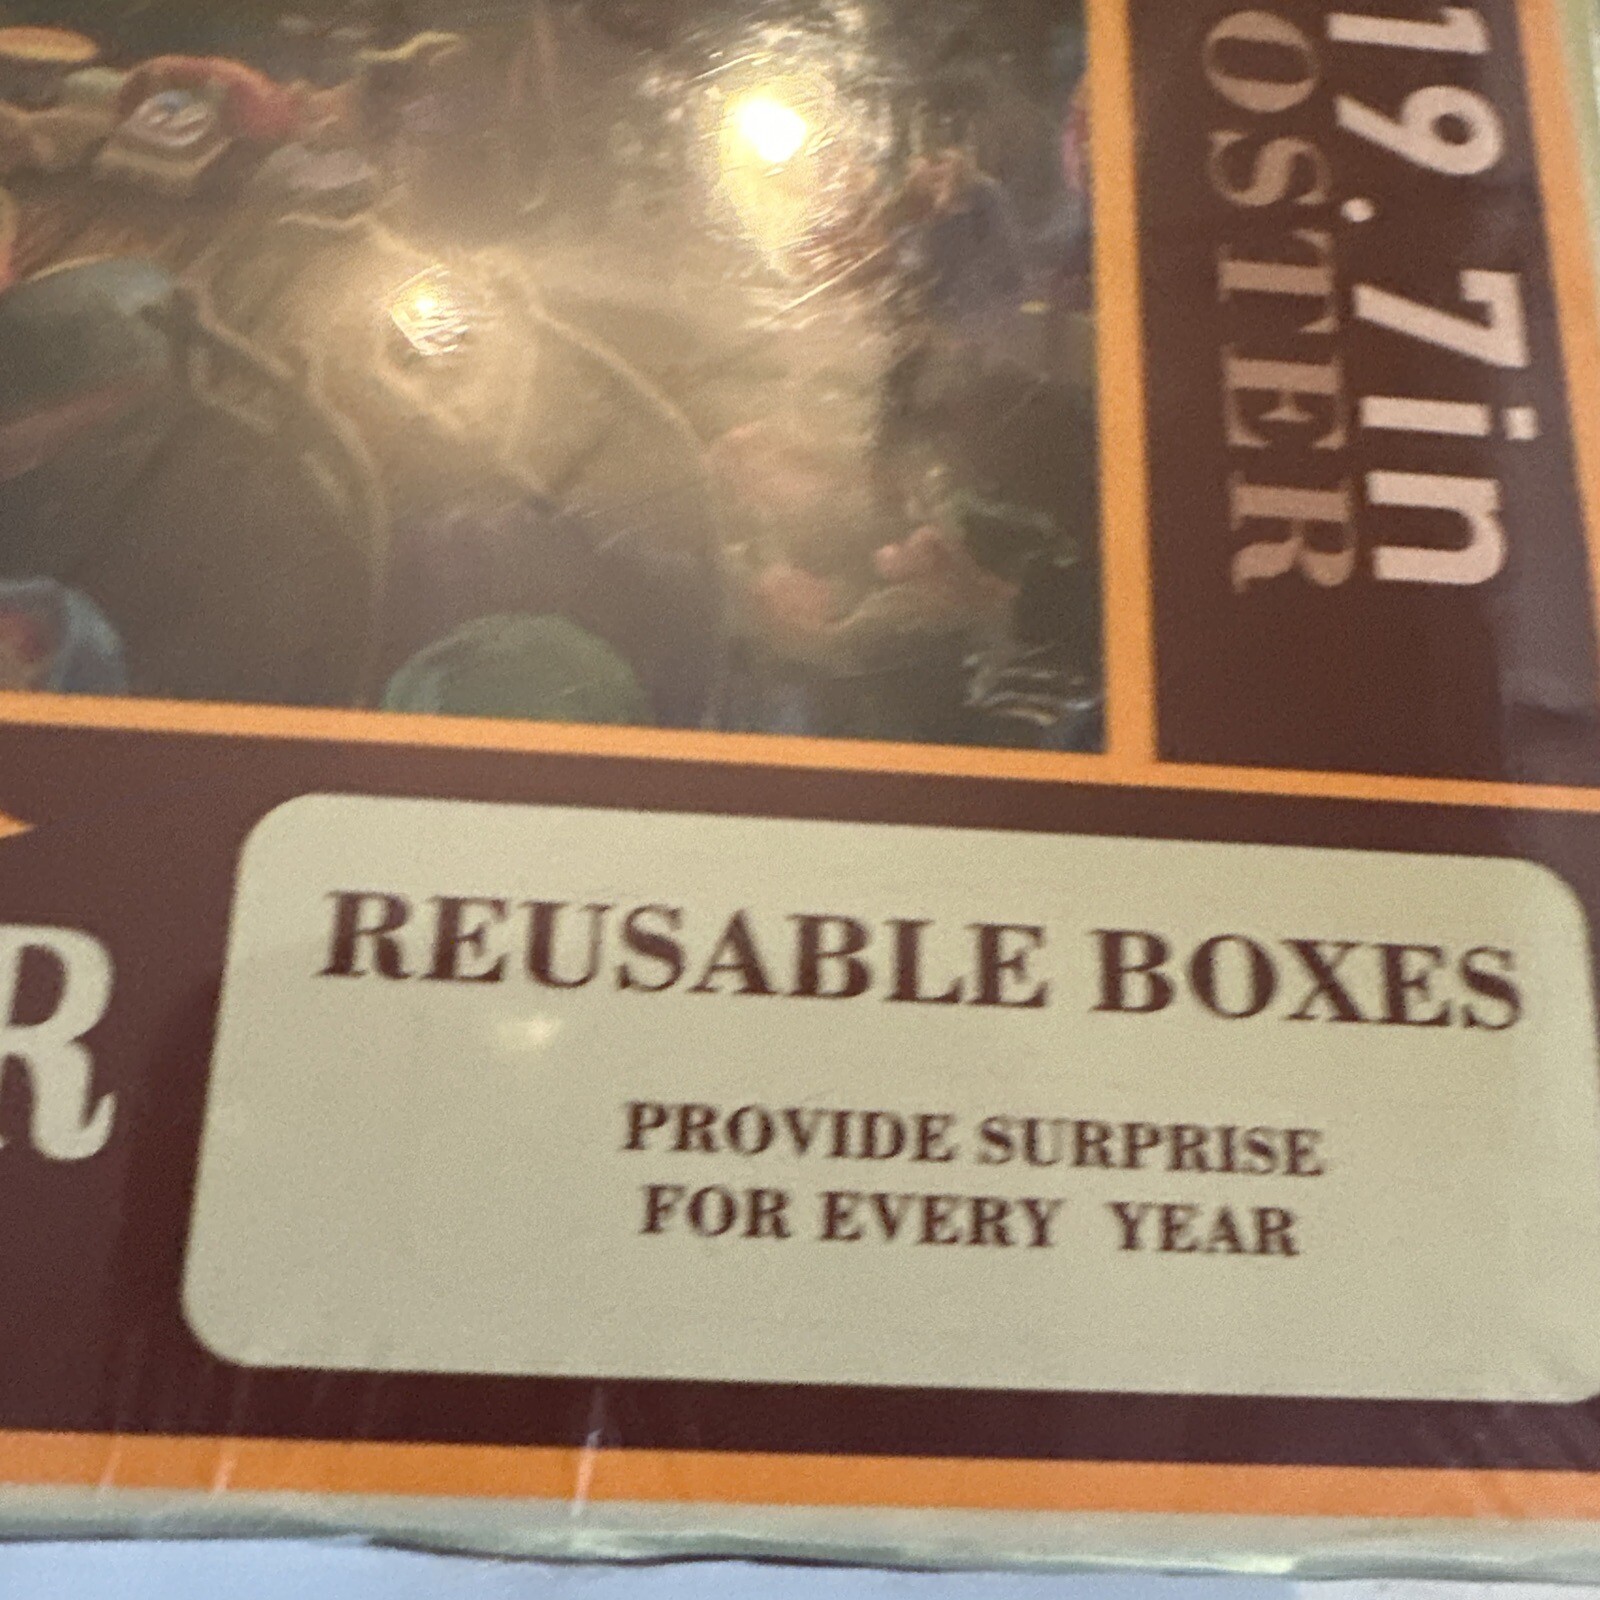 19.7in
OSTER
R
REUSABLE BOXES
PROVIDE SURPRISE
FOR EVERY YEAR